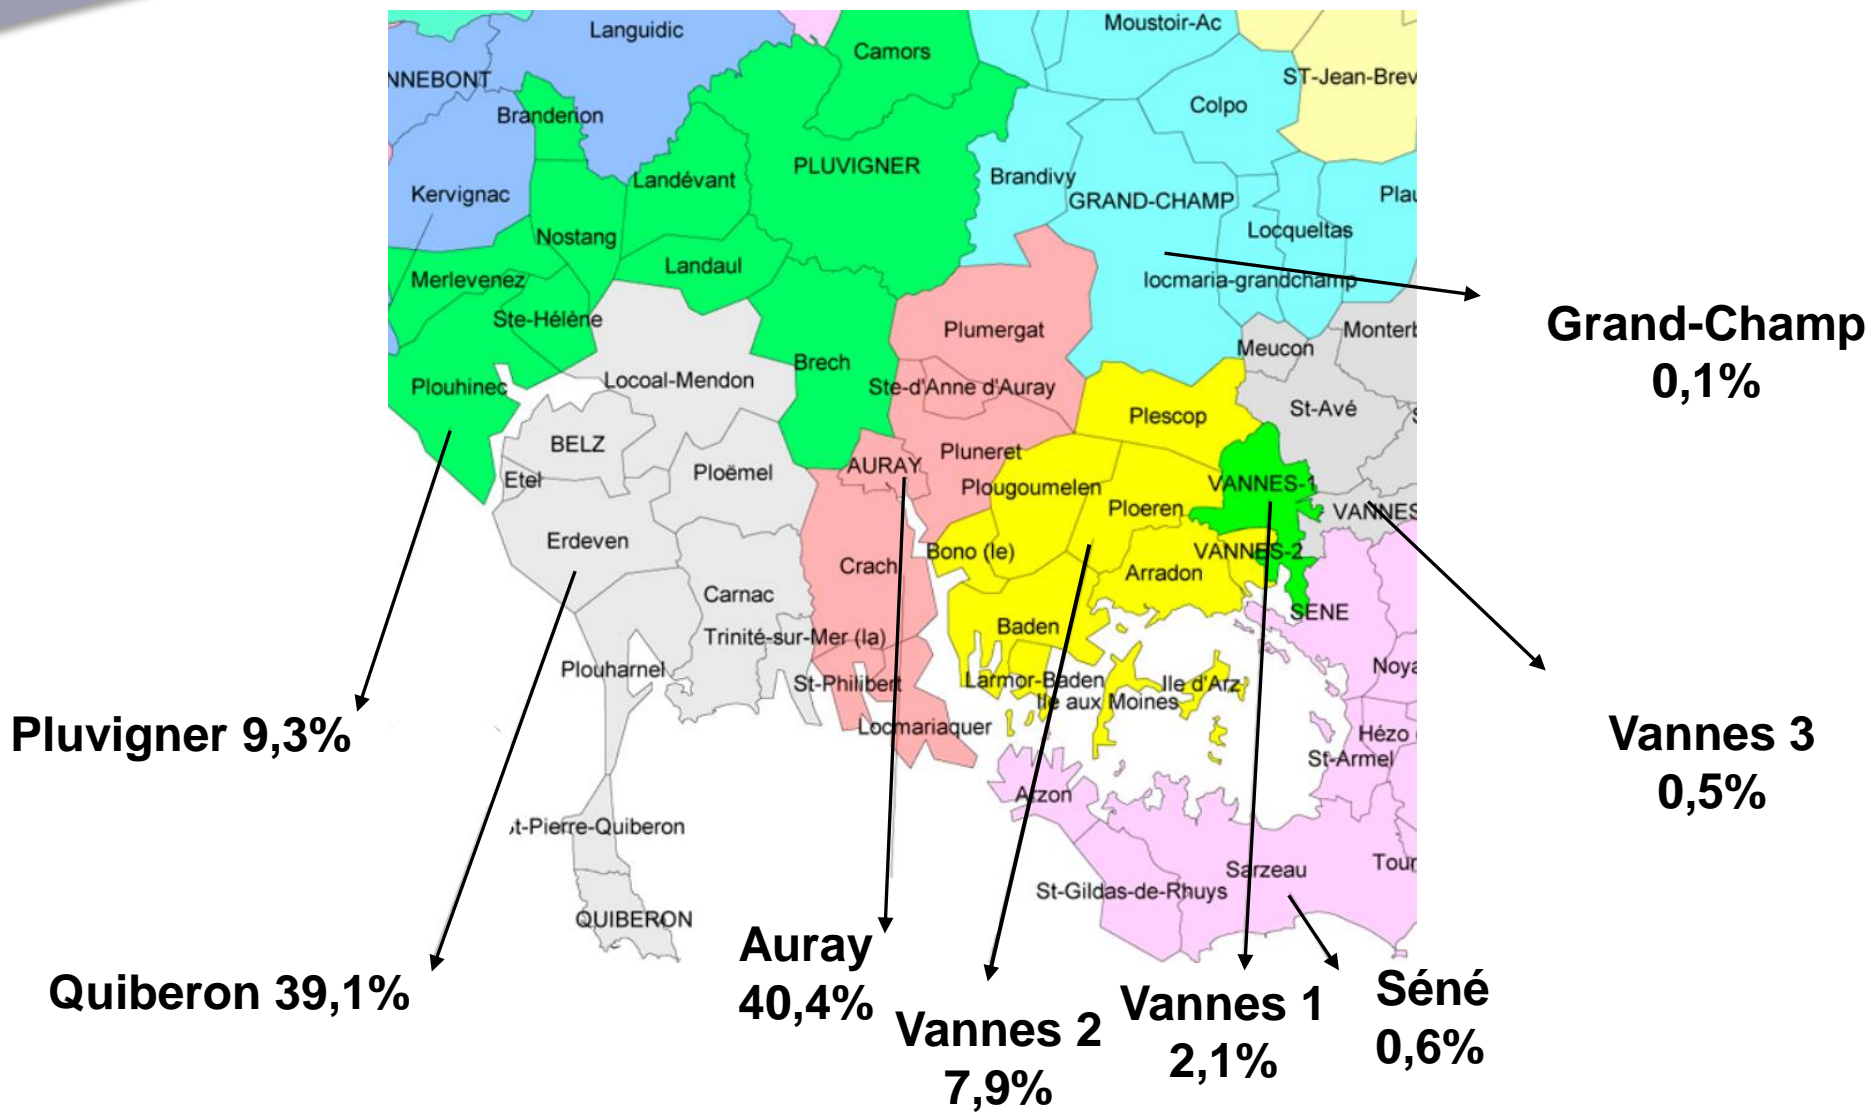 Languidic
Camors
Moustoir-Ac
NNEBONT
ST-Jean-Brev
Branderion
Colpo
PLUVIGNER
Kervignac
Landévant
Brandivy
GRAND-CHAMP
Plau
Nostang
Locqueltas
Merlevenez
Landaul
locmaria-grandchamp
Ste-Hélène
Plumergat
Monterb
Meucon
Grand-Champ
0,1%
Plouhinec
Locoal-Mendon
Brech
Ste-d'Anne d'Auray
Plescop
St-Avé
S
BELZ
Pluneret
Etel
Ploëmel
AURAY
Plougoumelen
Ploeren
VANNES-1
VANNES
Erdeven
Bono (le)
VANNES-2
Crach
Arradon
Carnac
SENE
Trinité-sur-Mer (la)
Baden
Plouharnel
St-Philibert
Larmor-Baden
Ile d'Arz
Noya
Ile aux Moines
Locmariaquer
Hézo (
St-Armel
Pluvigner 9,3%
Vannes 3
0,5%
Arzon
t-Pierre-Quiberon
Sarzeau
Tour
St-Gildas-de-Rhuys
QUIBERON
Quiberon 39,1%
Auray
40,4%
Vannes 2
7,9%
Vannes 1
2,1%
Séné
0,6%